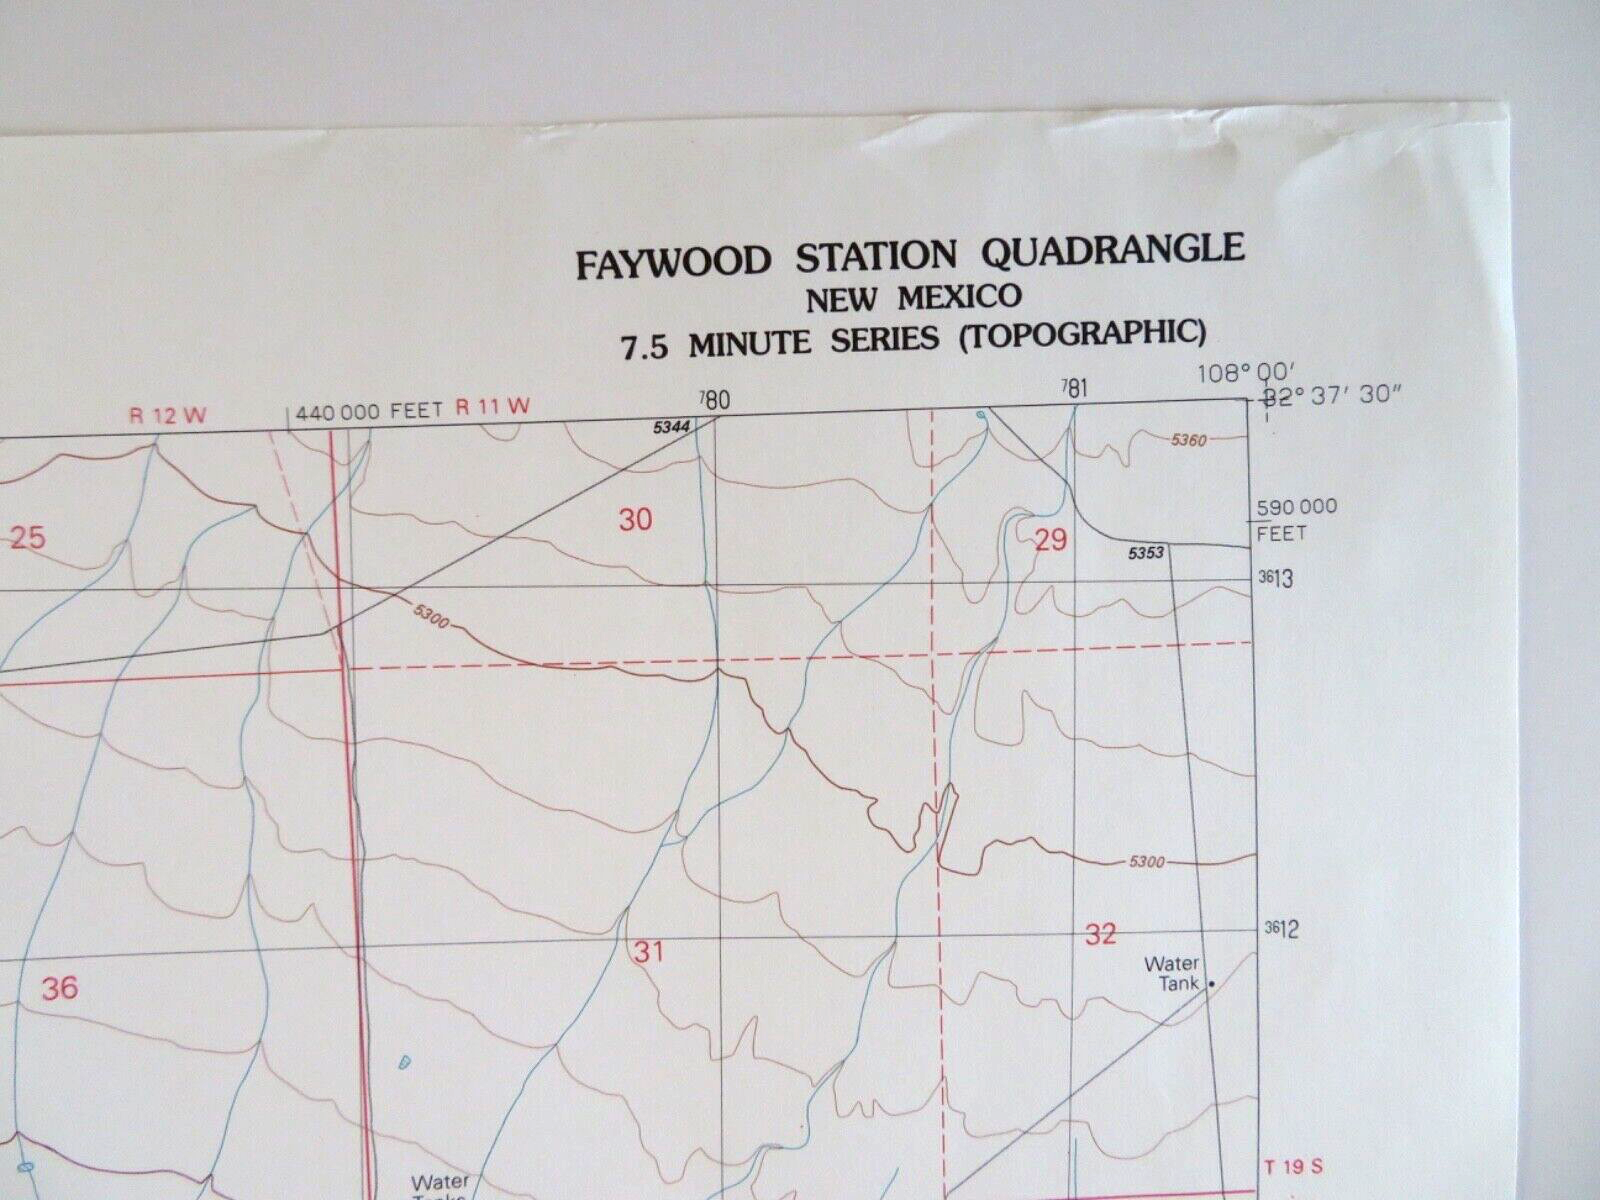 FAYWOOD STATION QUADRANGLE
NEW MEXICO
7.5 MINUTE SERIES (TOPOGRAPHIC)
108° 00′
32° 37′ 30″
R 12 W
440 000 FEET
R 11 W
780
781
5344
5360
590 000
FEET
25
30
29
5353
3613
5300
5300
3612
31
32
Water
Tank
36
T 19 S
Water